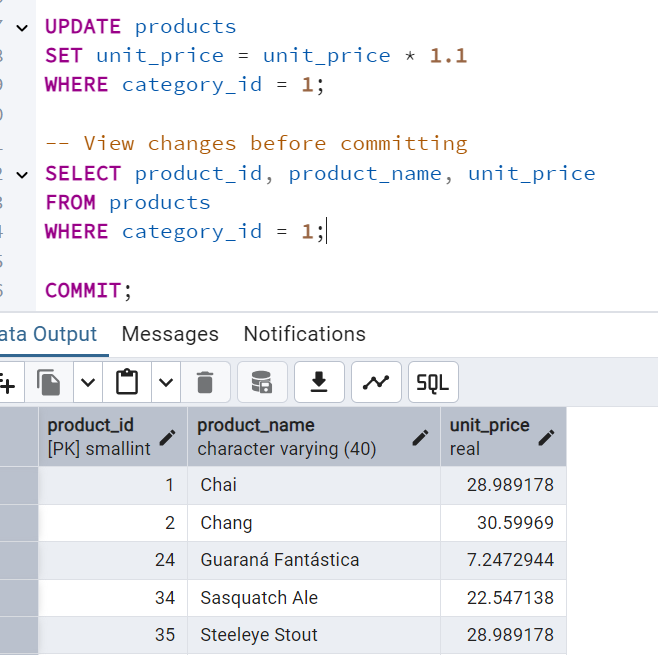 UPDATE products
SET unit_price = unit_price * 1.1
WHERE category_id = 1;
-- View changes before committing
SELECT product_id, product_name, unit_price
FROM products
WHERE category_id = 1;
COMMIT;
ata Output Messages Notifications
SQL
product_id product_name unit_price
[PK] smallint character varying (40) real
1 Chai 28.989178
2 Chang 30.59969
24 Guaraná Fantástica 7.2472944
34 Sasquatch Ale 22.547138
35 Steeleye Stout 28.989178